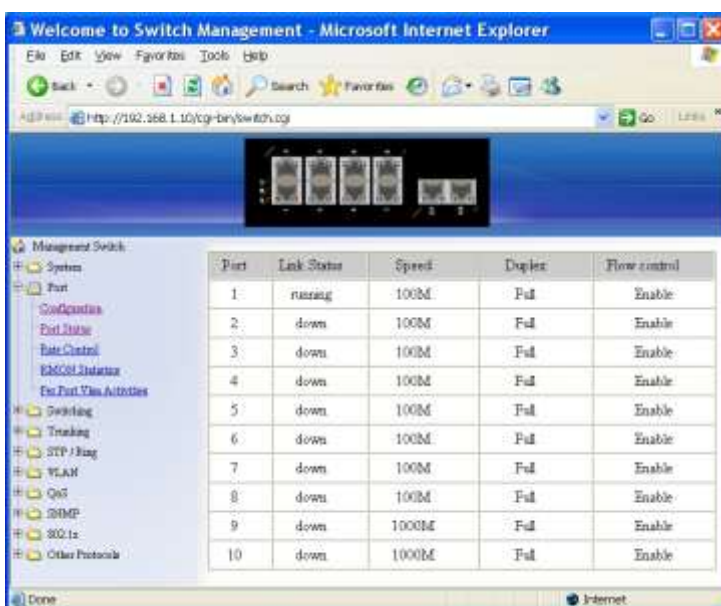 Welcome to Switch Management - Microsoft Internet Explorer
File Edit View Favorites Tools Help
Back Search Favorites
Address http://192.168.1.10/cgi-bin/switch.cgi Go Links
Management Switch
System
Port
Configuration
Port Status
Rate Control
RMON Statistics
Per Port Vlan Activities
Switching
Trunking
STP / Ring
VLAN
QoS
SNMP
802.1x
Other Protocols
Port Link Status Speed Duplex Flow control
1 running 100M Full Enable
2 down 100M Full Enable
3 down 100M Full Enable
4 down 100M Full Enable
5 down 100M Full Enable
6 down 100M Full Enable
7 down 100M Full Enable
8 down 100M Full Enable
9 down 1000M Full Enable
10 down 1000M Full Enable
Done Internet